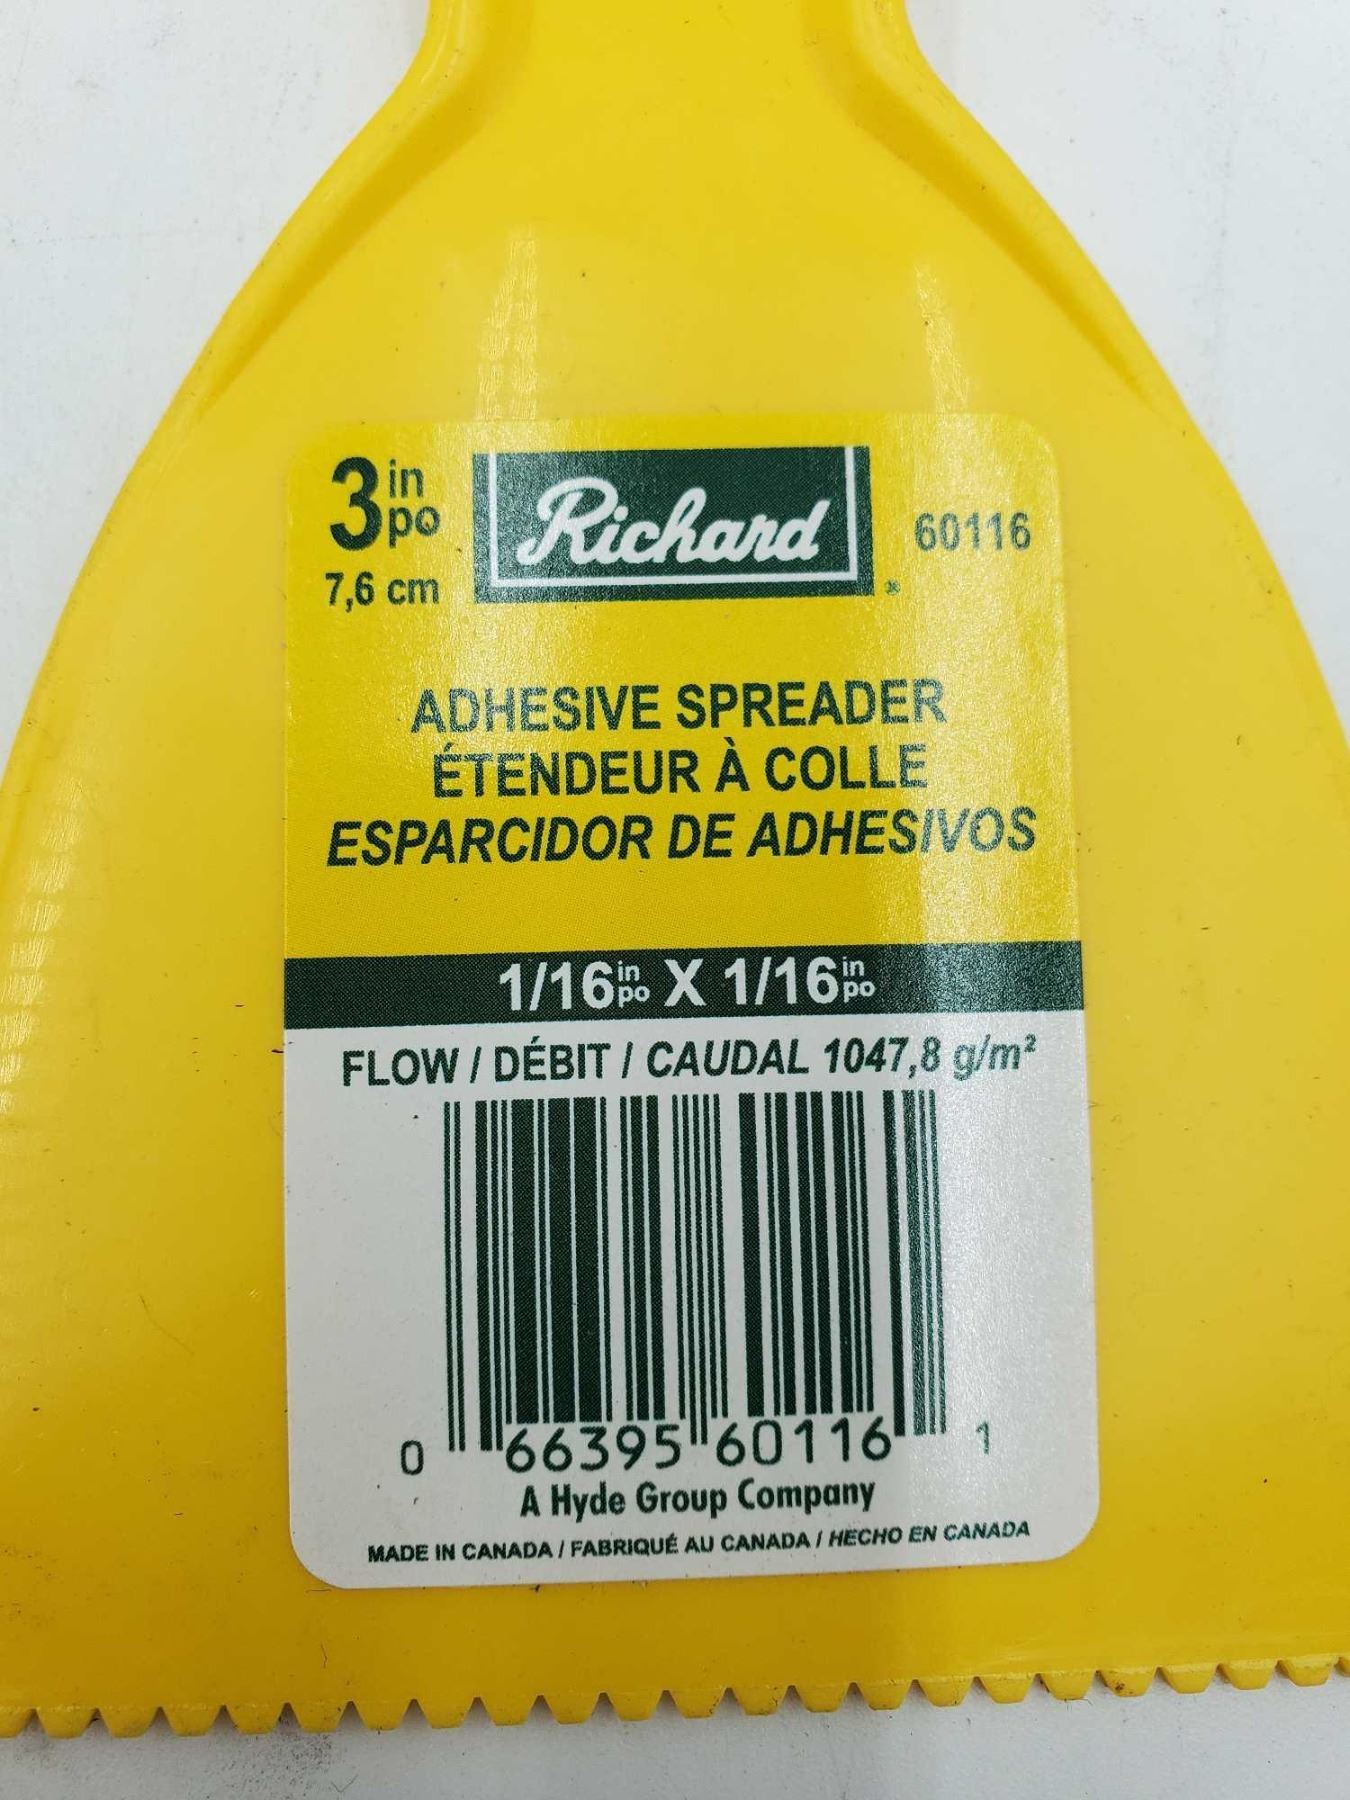 3 in po
7,6 cm
Richard
60116
ADHESIVE SPREADER
ÉTENDEUR À COLLE
ESPARCIDOR DE ADHESIVOS
1/16 in po X 1/16 in po
FLOW / DÉBIT / CAUDAL 1047,8 g/m²
0 66395 60116 1
A Hyde Group Company
MADE IN CANADA / FABRIQUÉ AU CANADA / HECHO EN CANADA